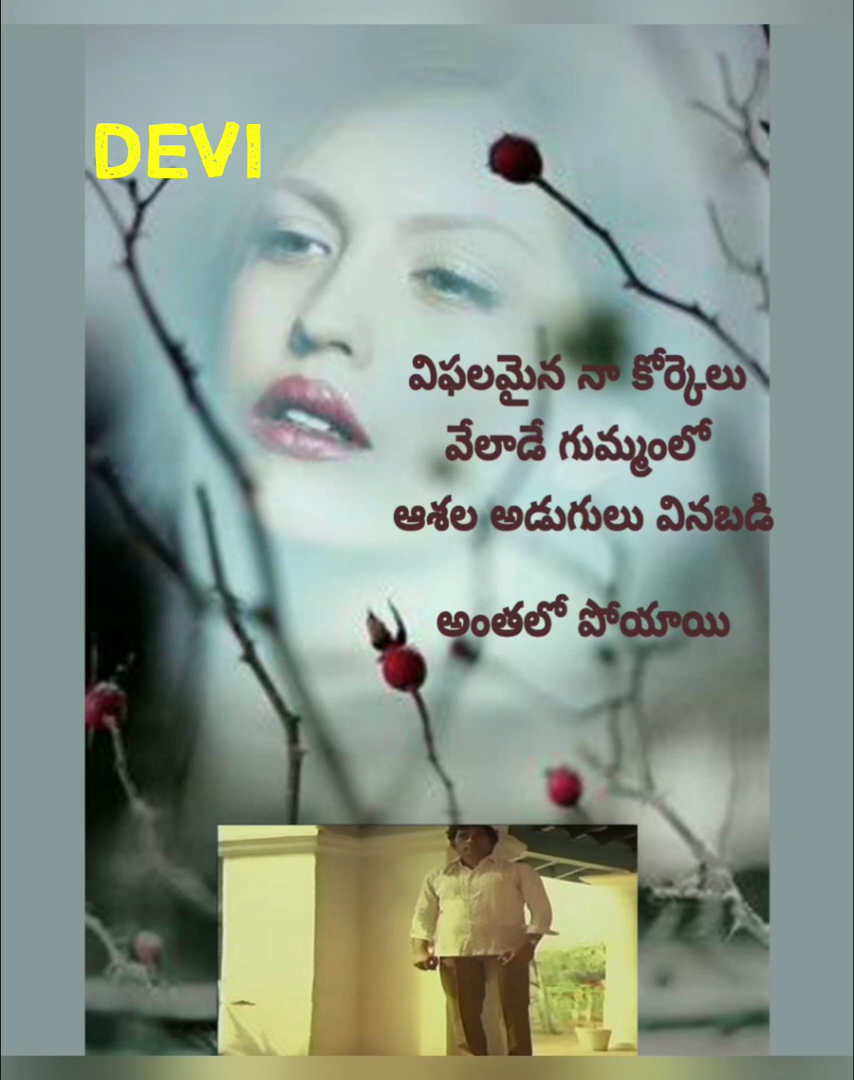 DEVI
విఫలమైన నా కోర్కెలు
వేలాడే గుమ్మంలో
ఆశల అడుగులు వినబడి
అంతలో పోయాయి